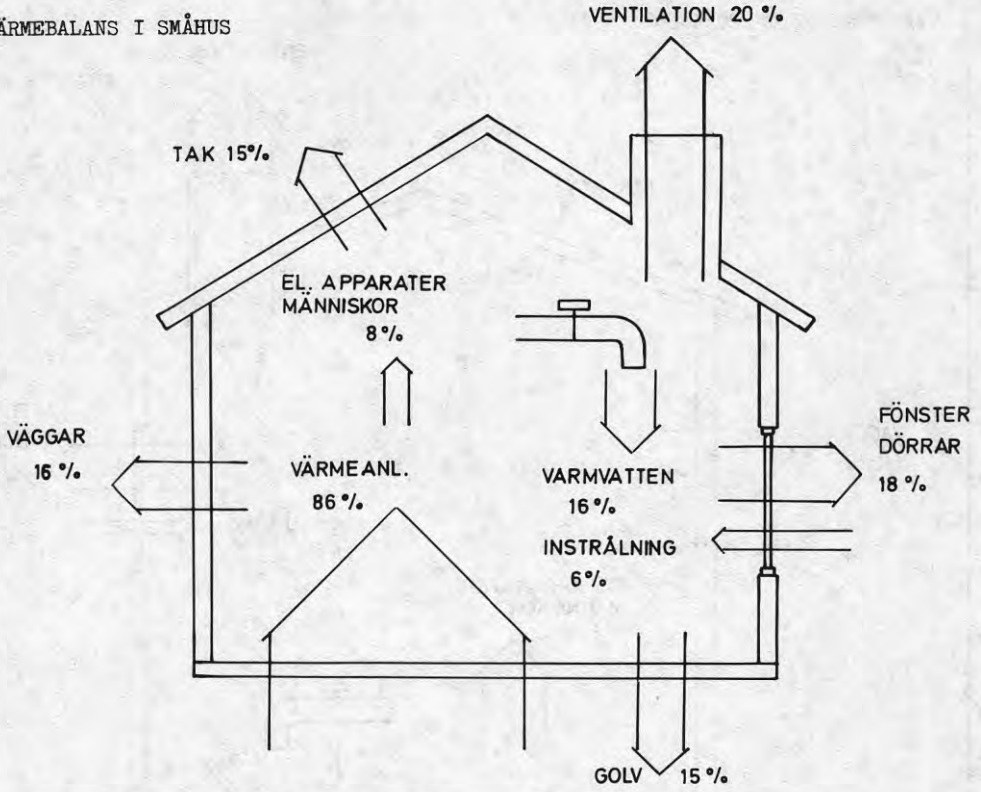 ÄRMEBALANS I SMÅHUS
VENTILATION 20 %
TAK 15%
EL. APPARATER
MÄNNISKOR
8%
VÄGGAR
16 %
VÄRMEANL.
86%
VARMVATTEN
16%
INSTRÅLNING
6%
FÖNSTER
DÖRRAR
18 %
GOLV 15%